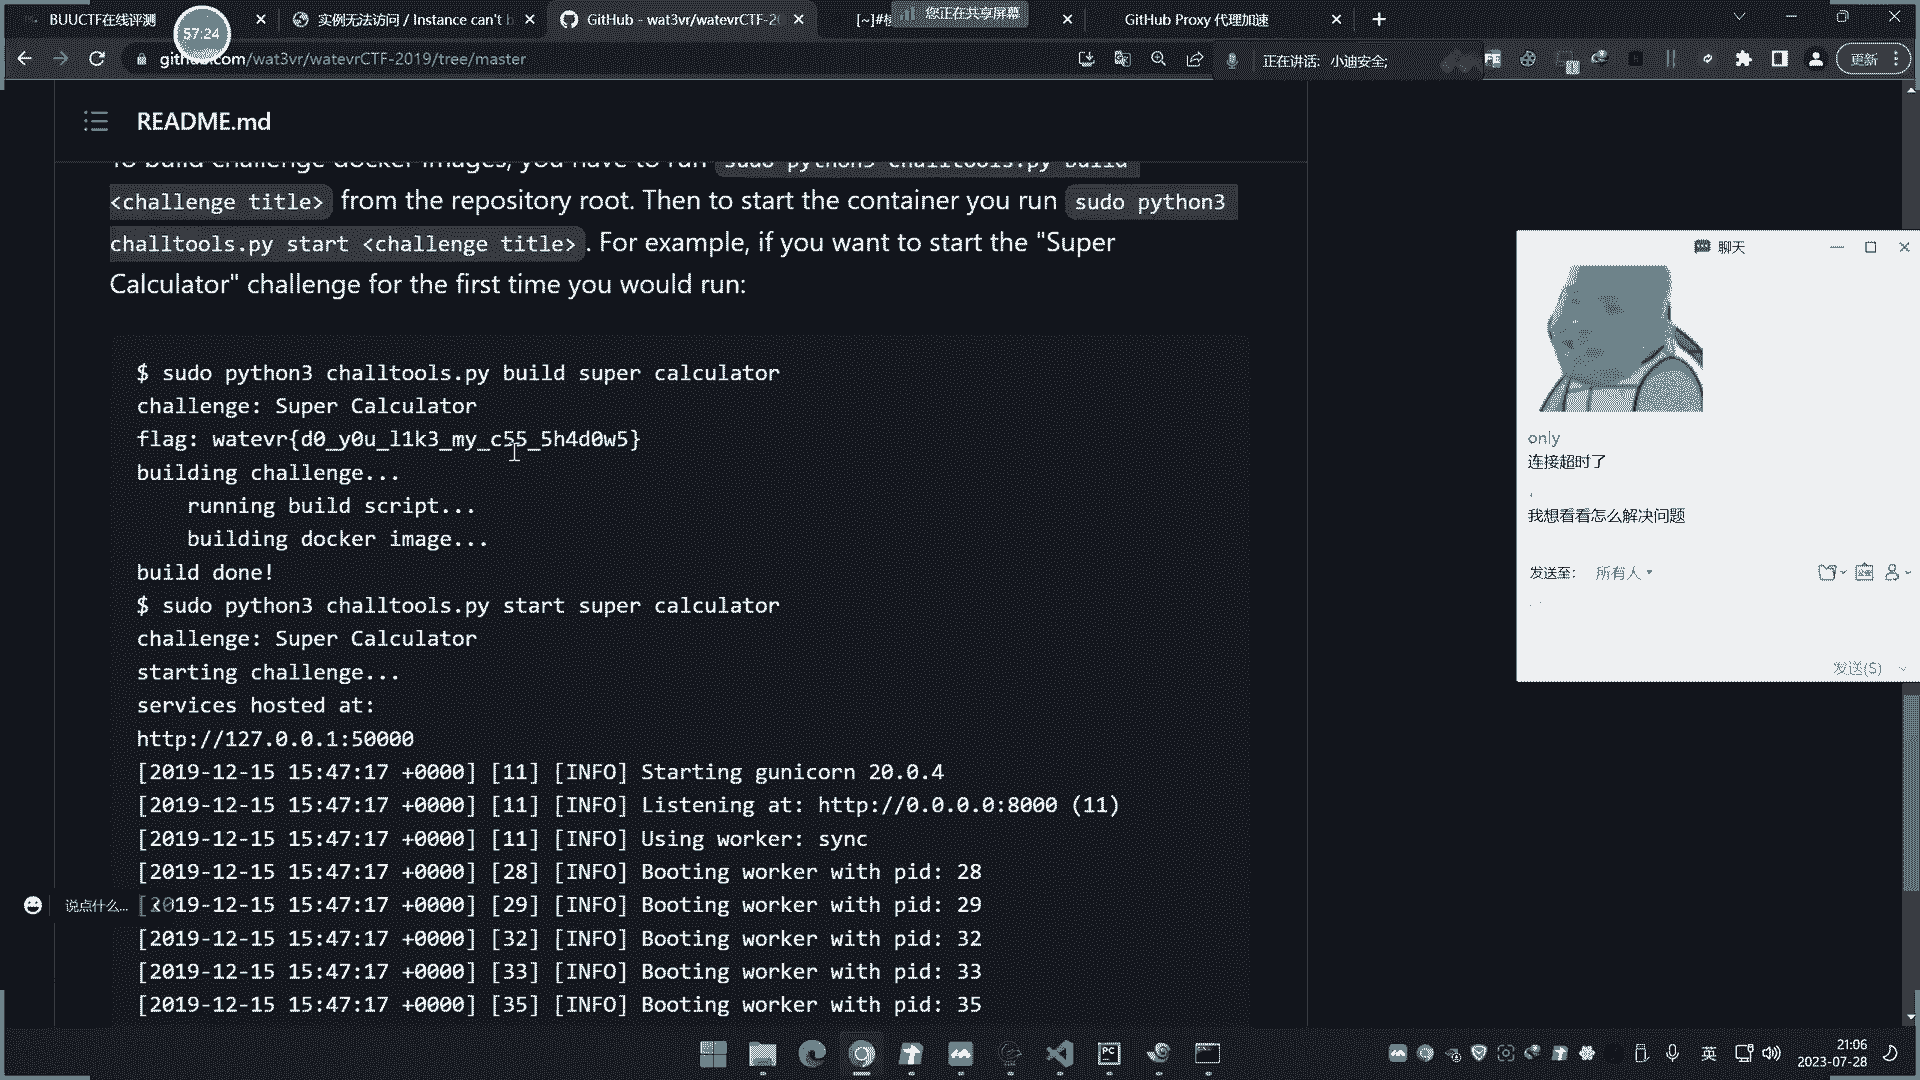 BUUCTF在线评测
实例无法访问 / Instance can't b
GitHub - wat3vr/watevrCTF-2
[~]#
您正在共享屏幕
GitHub Proxy 代理加速
57:24
github.com/wat3vr/watevrCTF-2019/tree/master
正在讲话: 小迪安全;
更新
README.md
To build challenge docker images, you have to run sudo python3 challtools.py build
<challenge title> from the repository root. Then to start the container you run sudo python3
challtools.py start <challenge title> . For example, if you want to start the "Super
Calculator" challenge for the first time you would run:
$ sudo python3 challtools.py build super calculator
challenge: Super Calculator
flag: watevr{d0_y0u_l1k3_my_c55_5h4d0w5}
building challenge...
running build script...
building docker image...
build done!
$ sudo python3 challtools.py start super calculator
challenge: Super Calculator
starting challenge...
services hosted at:
http://127.0.0.1:50000
[2019-12-15 15:47:17 +0000] [11] [INFO] Starting gunicorn 20.0.4
[2019-12-15 15:47:17 +0000] [11] [INFO] Listening at: http://0.0.0.0:8000 (11)
[2019-12-15 15:47:17 +0000] [11] [INFO] Using worker: sync
[2019-12-15 15:47:17 +0000] [28] [INFO] Booting worker with pid: 28
[2019-12-15 15:47:17 +0000] [29] [INFO] Booting worker with pid: 29
[2019-12-15 15:47:17 +0000] [32] [INFO] Booting worker with pid: 32
[2019-12-15 15:47:17 +0000] [33] [INFO] Booting worker with pid: 33
[2019-12-15 15:47:17 +0000] [35] [INFO] Booting worker with pid: 35
说点什么...
聊天
only
连接超时了
我想看看怎么解决问题
发送至: 所有人
发送(S)
英
21:06
2023-07-28